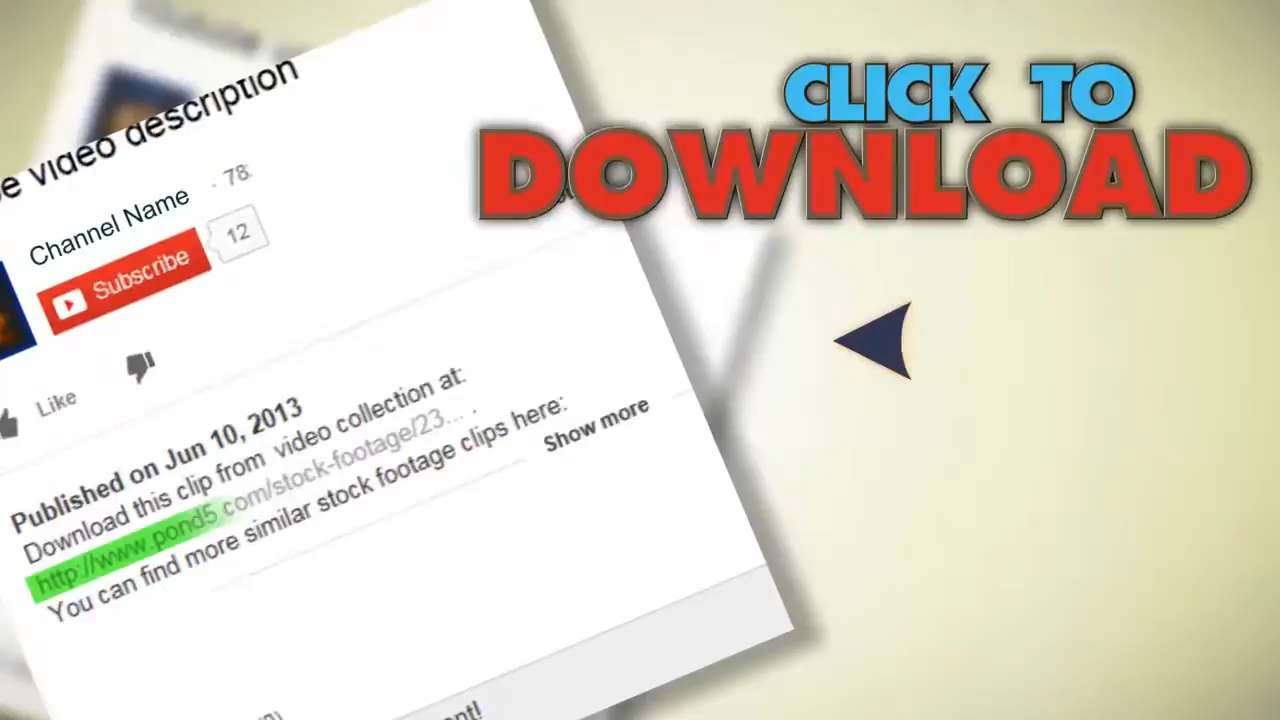 CLICK TO
DOWNLOAD
video description
Channel Name
78
Subscribe
12
Like
Published on Jun 10, 2013
Download this clip from video collection at:
http://www.pond5.com/stock-footage/23...
You can find more similar stock footage clips here:
Show more